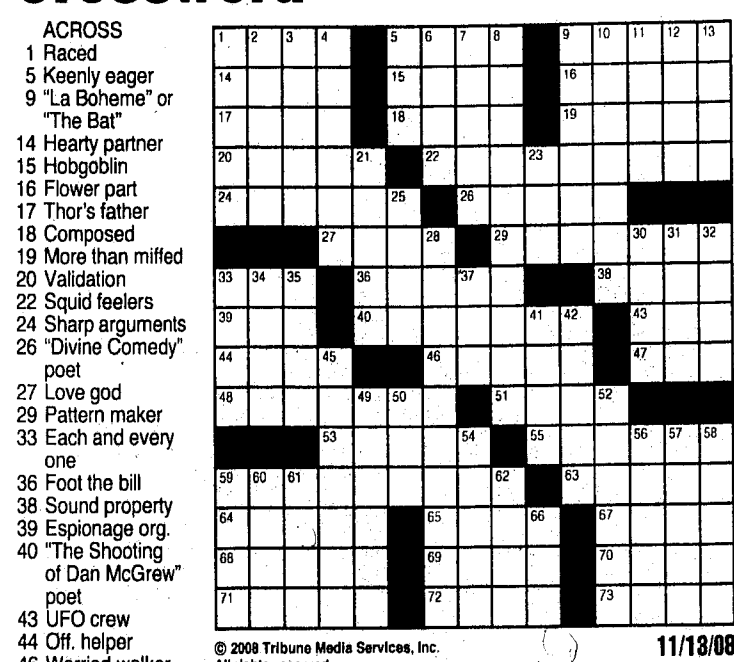 ACROSS
1 Raced
5 Keenly eager
9 "La Boheme" or
"The Bat"
14 Hearty partner
15 Hobgoblin
16 Flower part
17 Thor's father
18 Composed
19 More than miffed
20 Validation
22 Squid feelers
24 Sharp arguments
26 "Divine Comedy"
poet
27 Love god
29 Pattern maker
33 Each and every
one
36 Foot the bill
38 Sound property
39 Espionage org.
40 "The Shooting
of Dan McGrew"
poet
43 UFO crew
44 Off. helper
1 2 3 4 5 6 7 8 9 10 11 12 13
14 15 16
17 18 19
20 21 22 23
24 25 26
27 28 29 30 31 32
33 34 35 36 37 38
39 40 41 42 43
44 45 46 47
48 49 50 51 52
53 54 55 56 57 58
59 60 61 62 63
64 65 66 67
68 69 70
71 72 73
© 2008 Tribune Media Services, Inc.
11/13/08